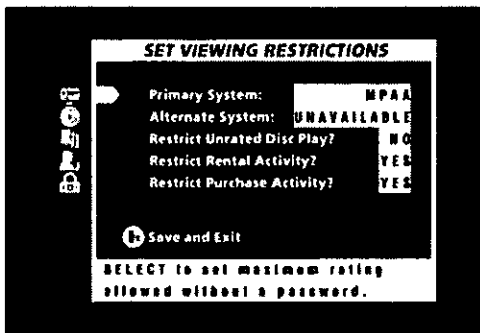 SET VIEWING RESTRICTIONS
Primary System: MPAA
Alternate System: UNAVAILABLE
Restrict Unrated Disc Play? NO
Restrict Rental Activity? YES
Restrict Purchase Activity? YES
Save and Exit
SELECT to set maximum rating
allowed without a password.